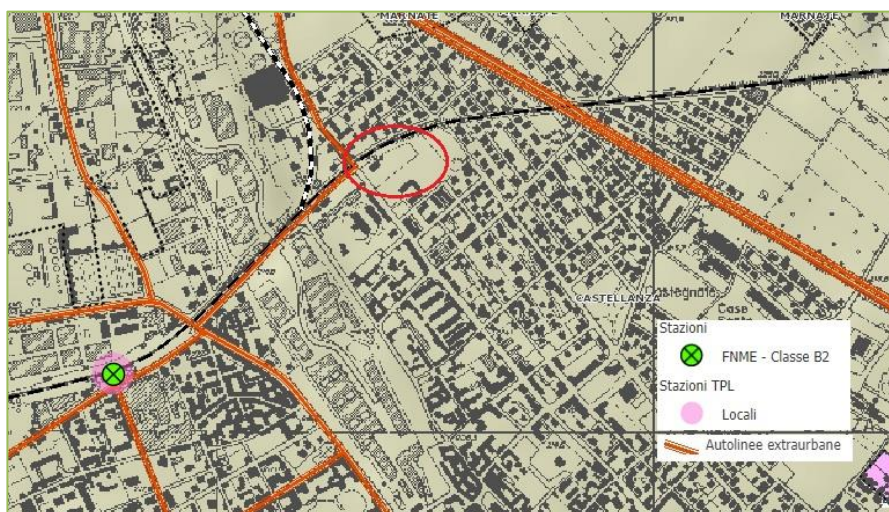 MARNATE
MARNATE
CASTELLANZA
Stazioni
FNME - Classe B2
Stazioni TPL
Locali
Autolinee extraurbane